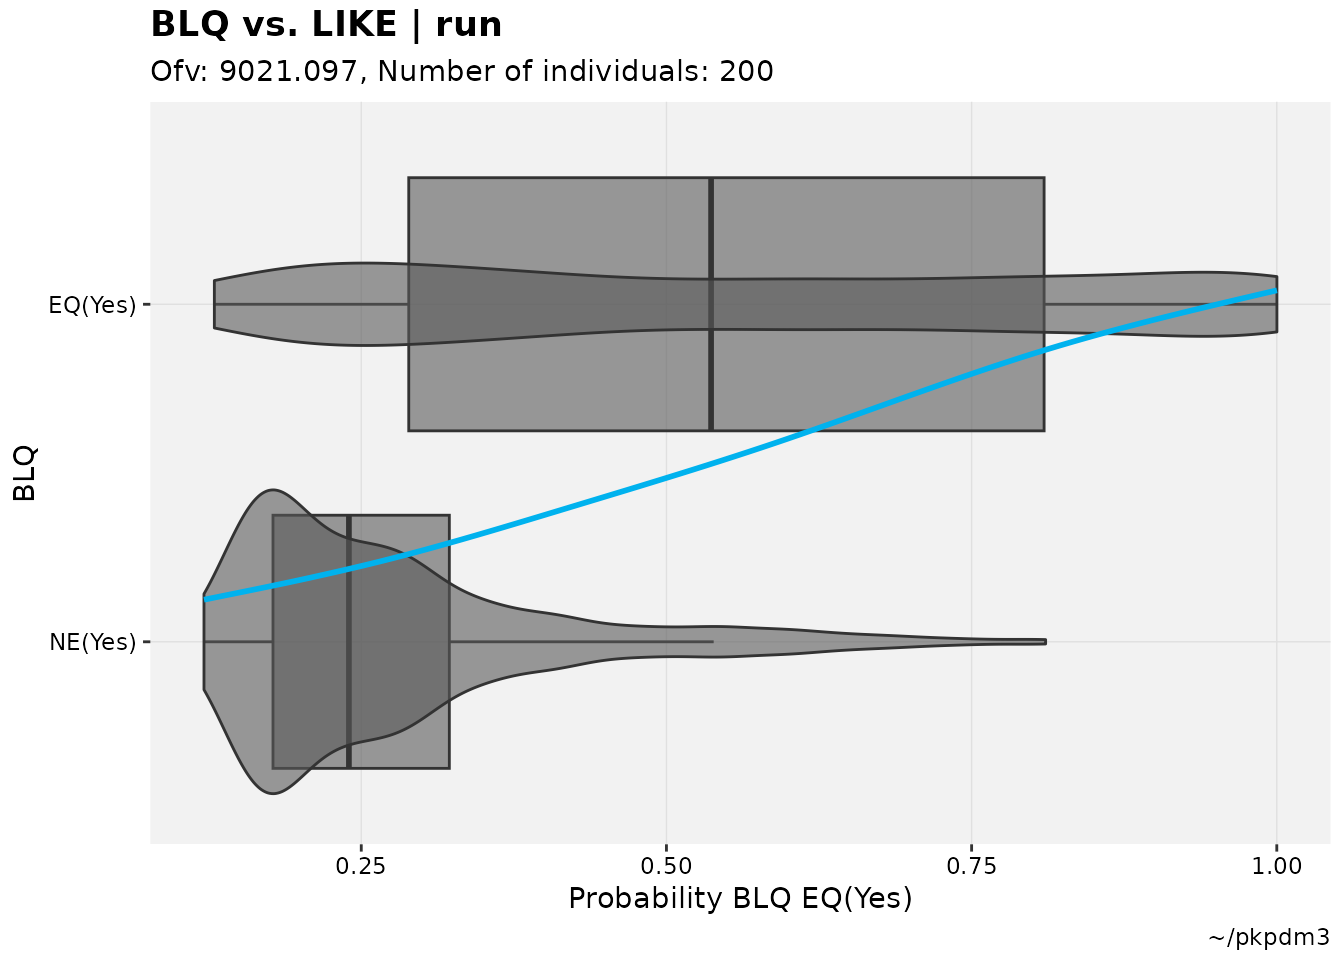 BLQ vs. LIKE | run
Ofv: 9021.097, Number of individuals: 200
BLQ
EQ(Yes)
NE(Yes)
0.25 0.50 0.75 1.00
Probability BLQ EQ(Yes)
~/pkpdm3